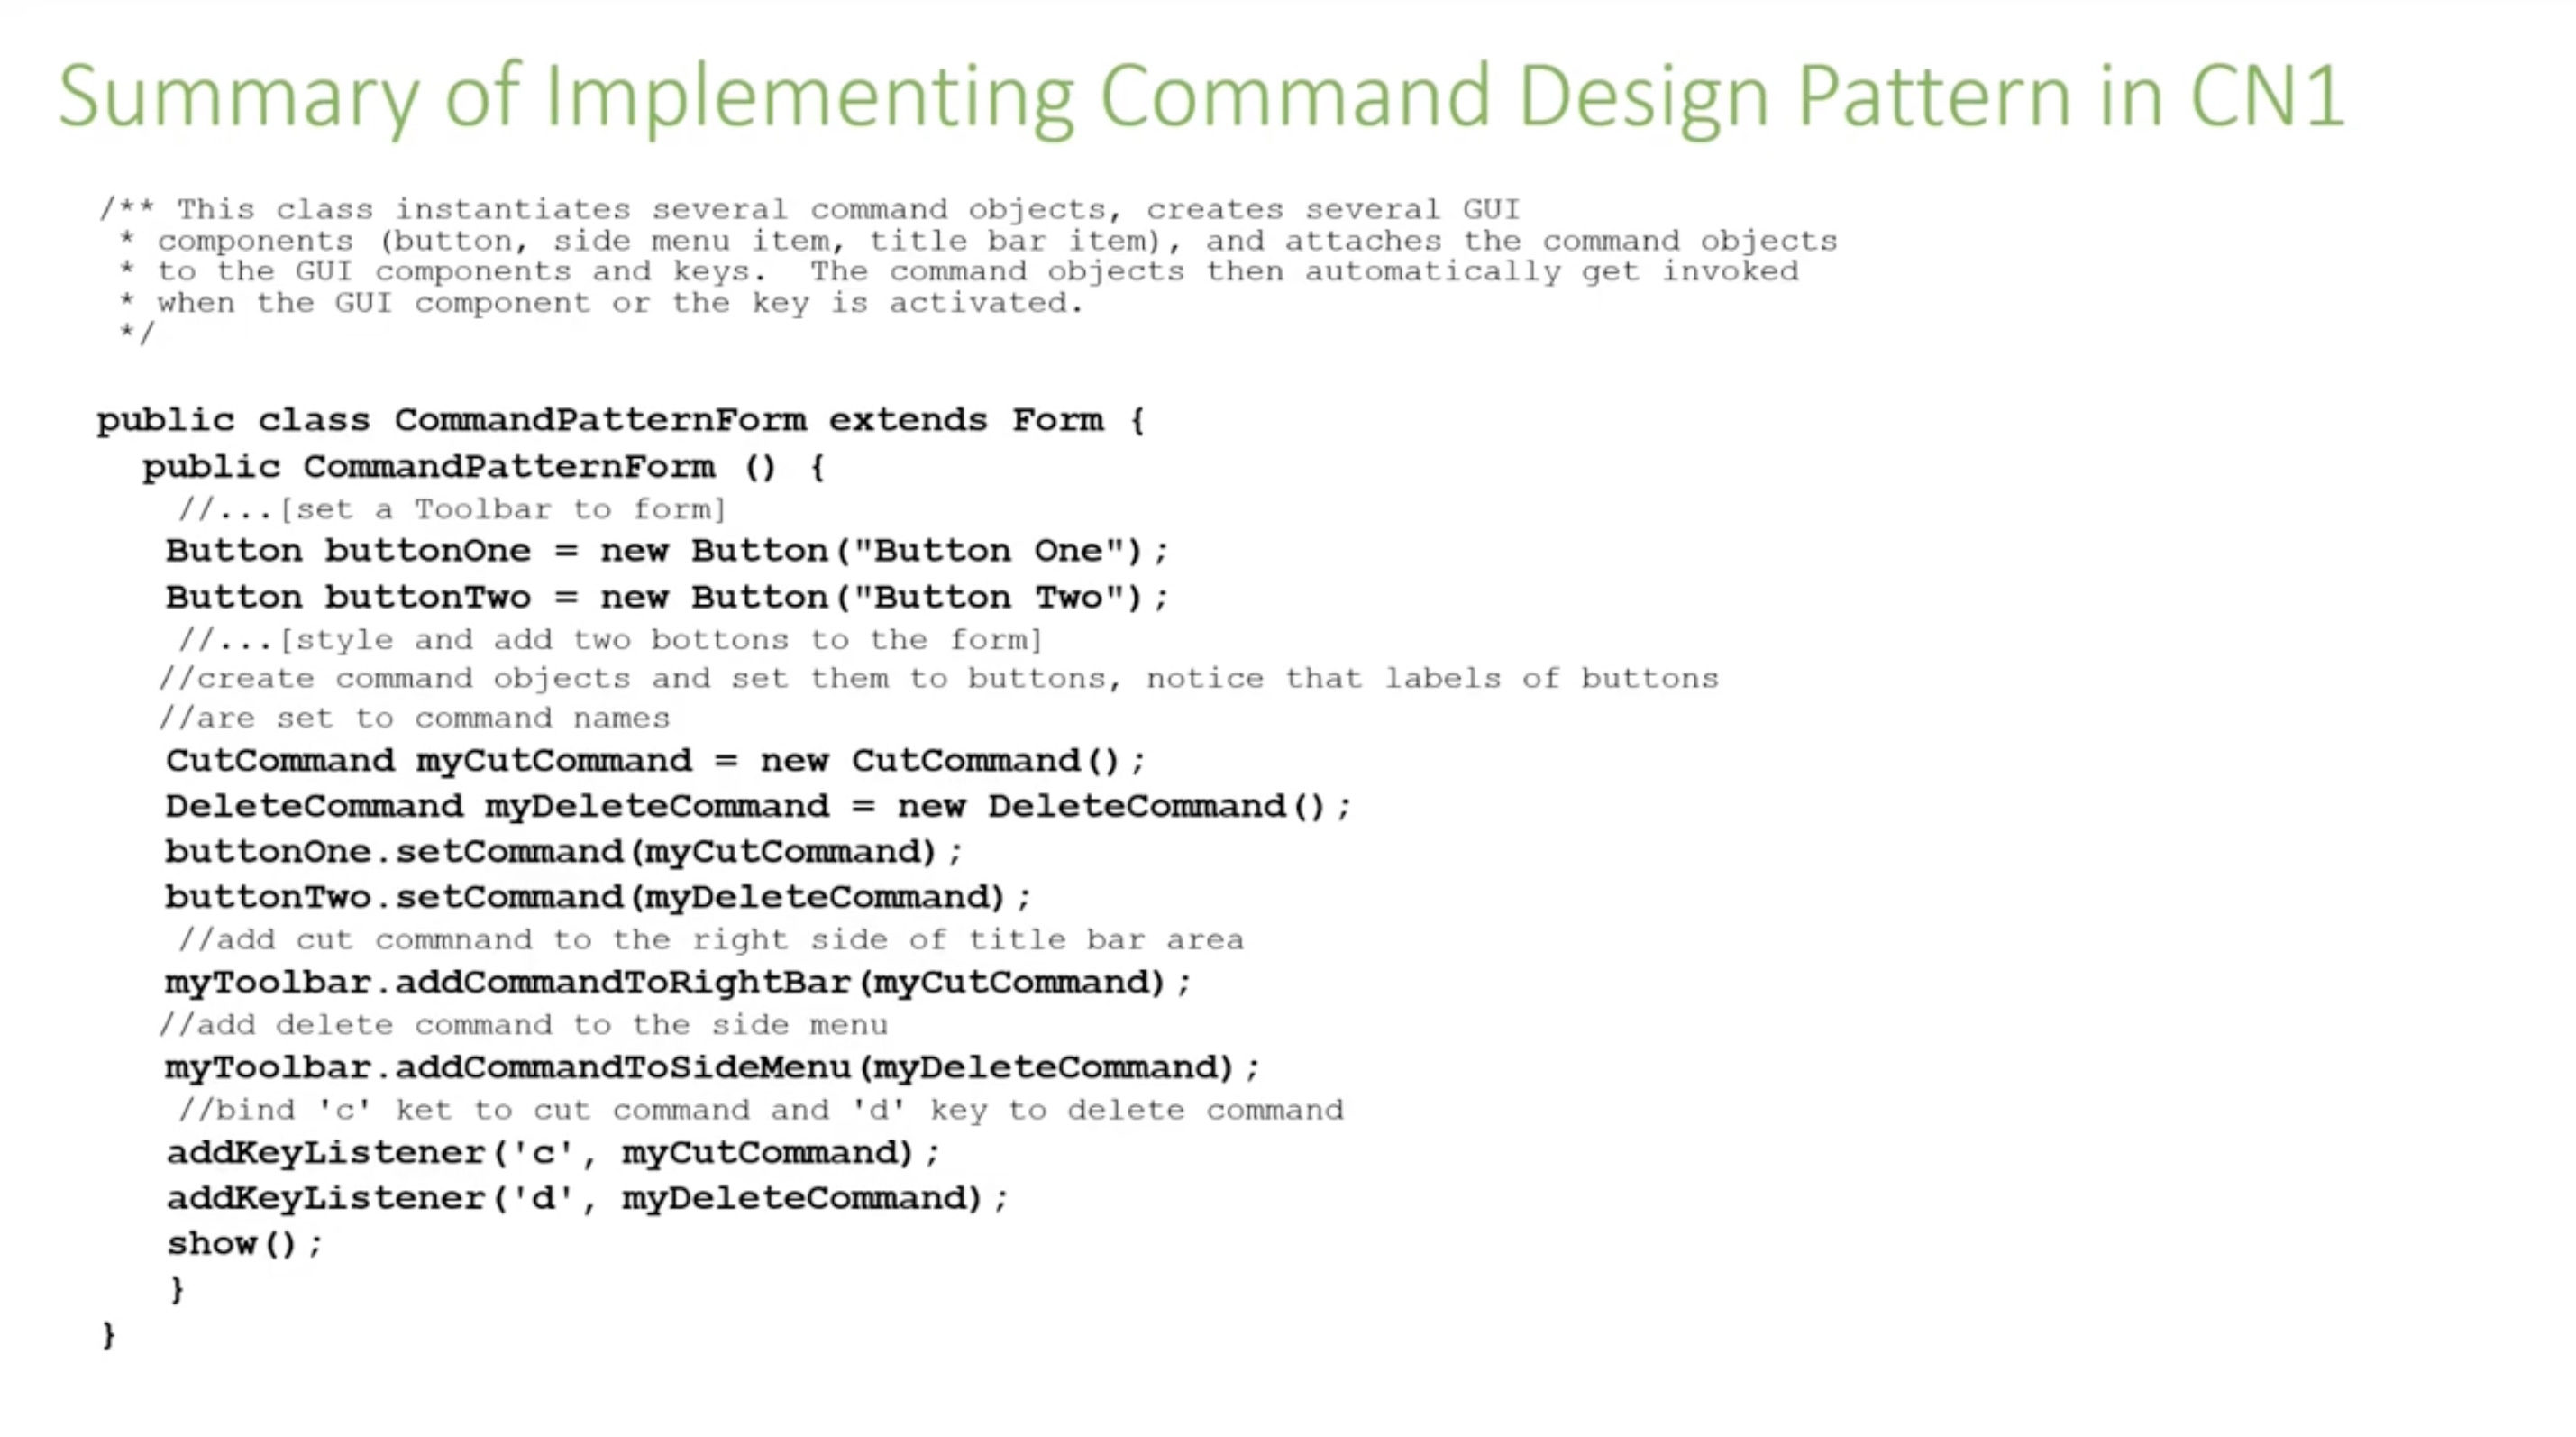 Summary of Implementing Command Design Pattern in CN1
/** This class instantiates several command objects, creates several GUI
* components (button, side menu item, title bar item), and attaches the command objects
* to the GUI components and keys. The command objects then automatically get invoked
* when the GUI component or the key is activated.
*/
public class CommandPatternForm extends Form {
public CommandPatternForm () {
//...[set a Toolbar to form]
Button buttonOne = new Button("Button One");
Button buttonTwo = new Button("Button Two");
//...[style and add two bottons to the form]
//create command objects and set them to buttons, notice that labels of buttons
//are set to command names
CutCommand myCutCommand = new CutCommand();
DeleteCommand myDeleteCommand = new DeleteCommand();
buttonOne.setCommand(myCutCommand);
buttonTwo.setCommand(myDeleteCommand);
//add cut commnand to the right side of title bar area
myToolbar.addCommandToRightBar(myCutCommand);
//add delete command to the side menu
myToolbar.addCommandToSideMenu(myDeleteCommand);
//bind 'c' ket to cut command and 'd' key to delete command
addKeyListener('c', myCutCommand);
addKeyListener('d', myDeleteCommand);
show();
}
}